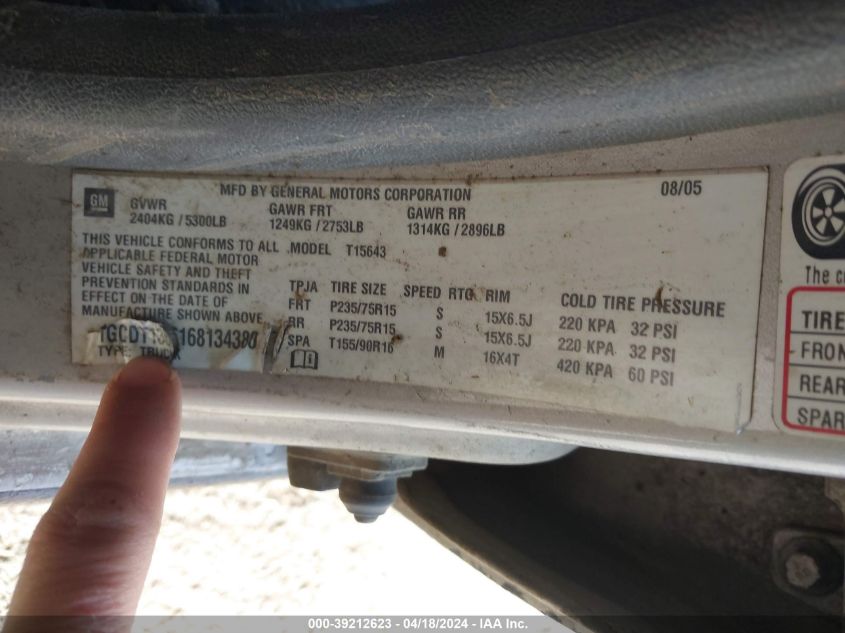 GM
MFD BY GENERAL MOTORS CORPORATION 08/05
GVWR GAWR FRT GAWR RR
2404KG / 5300LB 1249KG / 2753LB 1314KG / 2896LB
THIS VEHICLE CONFORMS TO ALL
APPLICABLE FEDERAL MOTOR
VEHICLE SAFETY AND THEFT
PREVENTION STANDARDS IN
EFFECT ON THE DATE OF
MANUFACTURE SHOWN ABOVE.
TYPE: TRUCK
MODEL T15643
TPJA TIRE SIZE SPEED RTG RIM COLD TIRE PRESSURE
FRT P235/75R15 S 15X6.5J 220 KPA 32 PSI
RR P235/75R15 S 15X6.5J 220 KPA 32 PSI
SPA T155/90R16 M 16X4T 420 KPA 60 PSI
The co
TIRE
FRON
REAR
SPAR
000-39212623 - 04/18/2024 - IAA Inc.